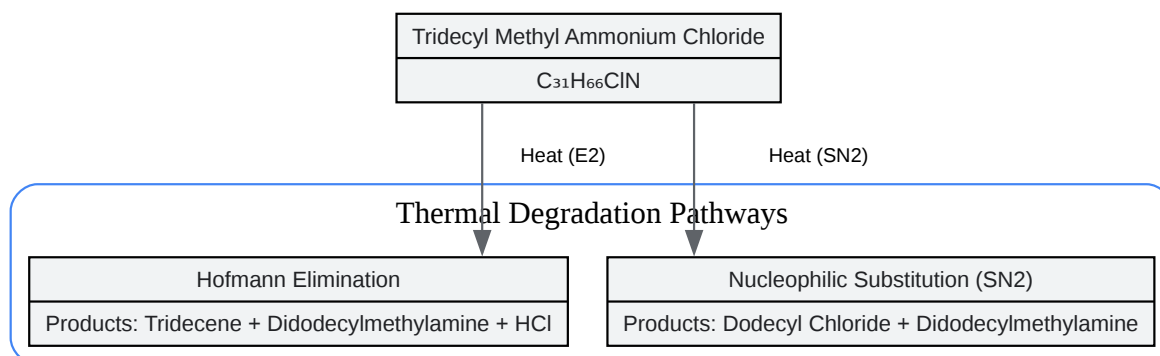 Tridecyl Methyl Ammonium Chloride
C₃₁H₆₆ClN
Heat (E2)
Heat (SN2)
Thermal Degradation Pathways
Hofmann Elimination
Products: Tridecene + Didodecylmethylamine + HCl
Nucleophilic Substitution (SN2)
Products: Dodecyl Chloride + Didodecylmethylamine